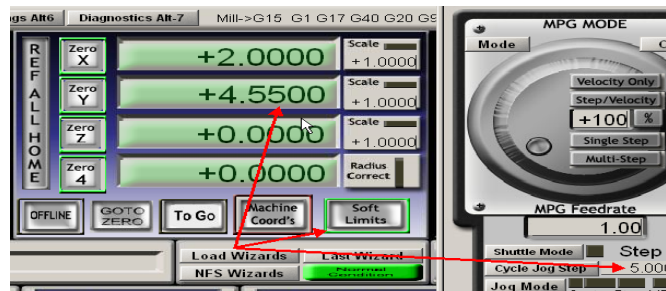 gs Alt6 Diagnostics Alt-7 Mill->G15 G1 G17 G40 G20 G9
REF ALL HOME
Zero X +2.0000 Scale +1.0000
Zero Y +4.5500 Scale +1.0000
Zero Z +0.0000 Scale +1.0000
Zero 4 +0.0000 Radius Correct
OFFLINE GOTO ZERO To Go Machine Coord's Soft Limits
Load Wizards Last Wizard
NFS Wizards Normal Condition
MPG MODE
Mode
Velocity Only
Step/Velocity
+100 %
Single Step
Multi-Step
MPG Feedrate
1.00
Shuttle Mode Step
Cycle Jog Step 5.000
Jog Mode